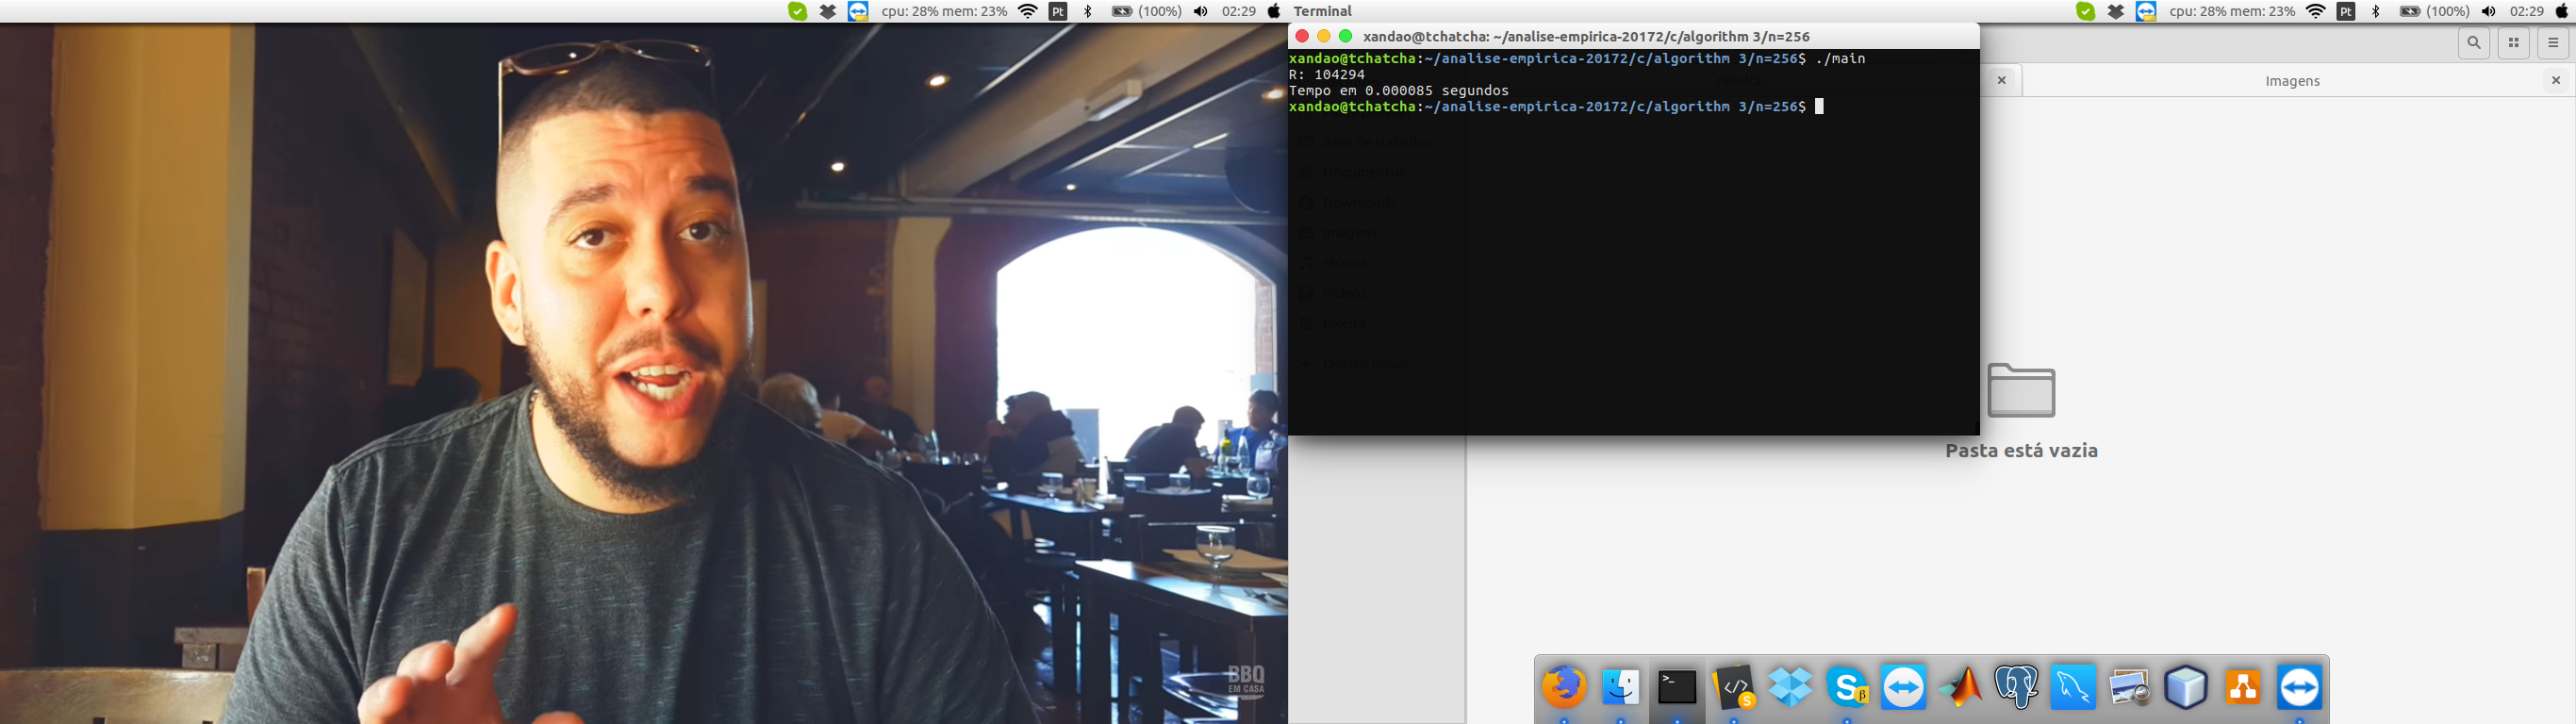 cpu: 28% mem: 23% Pt (100%) 02:29
Terminal cpu: 28% mem: 23% Pt (100%) 02:29
xandao@tchatcha: ~/analise-empirica-20172/c/algorithm 3/n=256
xandao@tchatcha:~/analise-empirica-20172/c/algorithm 3/n=256$ ./main
R: 104294
Tempo em 0.000085 segundos
xandao@tchatcha:~/analise-empirica-20172/c/algorithm 3/n=256$
Imagens
Área de trabalho
Documentos
Downloads
Imagens
Música
Vídeos
Lixeira
Outros locais
Pasta está vazia
BBQ
EM CASA